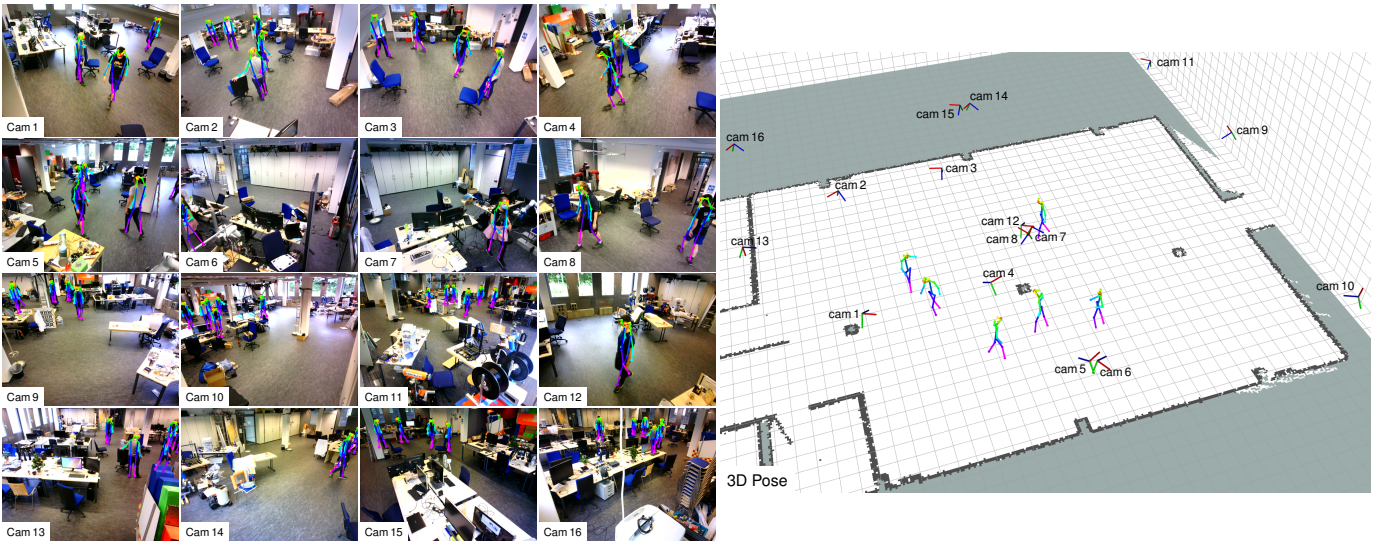 Cam 1
Cam 2
Cam 3
Cam 4
Cam 5
Cam 6
Cam 7
Cam 8
Cam 9
Cam 10
Cam 11
Cam 12
Cam 13
Cam 14
Cam 15
Cam 16
cam 11
cam 14
cam 15
cam 9
cam 16
cam 3
cam 2
cam 12
cam 13
cam 8
cam 7
cam 4
cam 10
cam 1
cam 5
cam 6
3D Pose